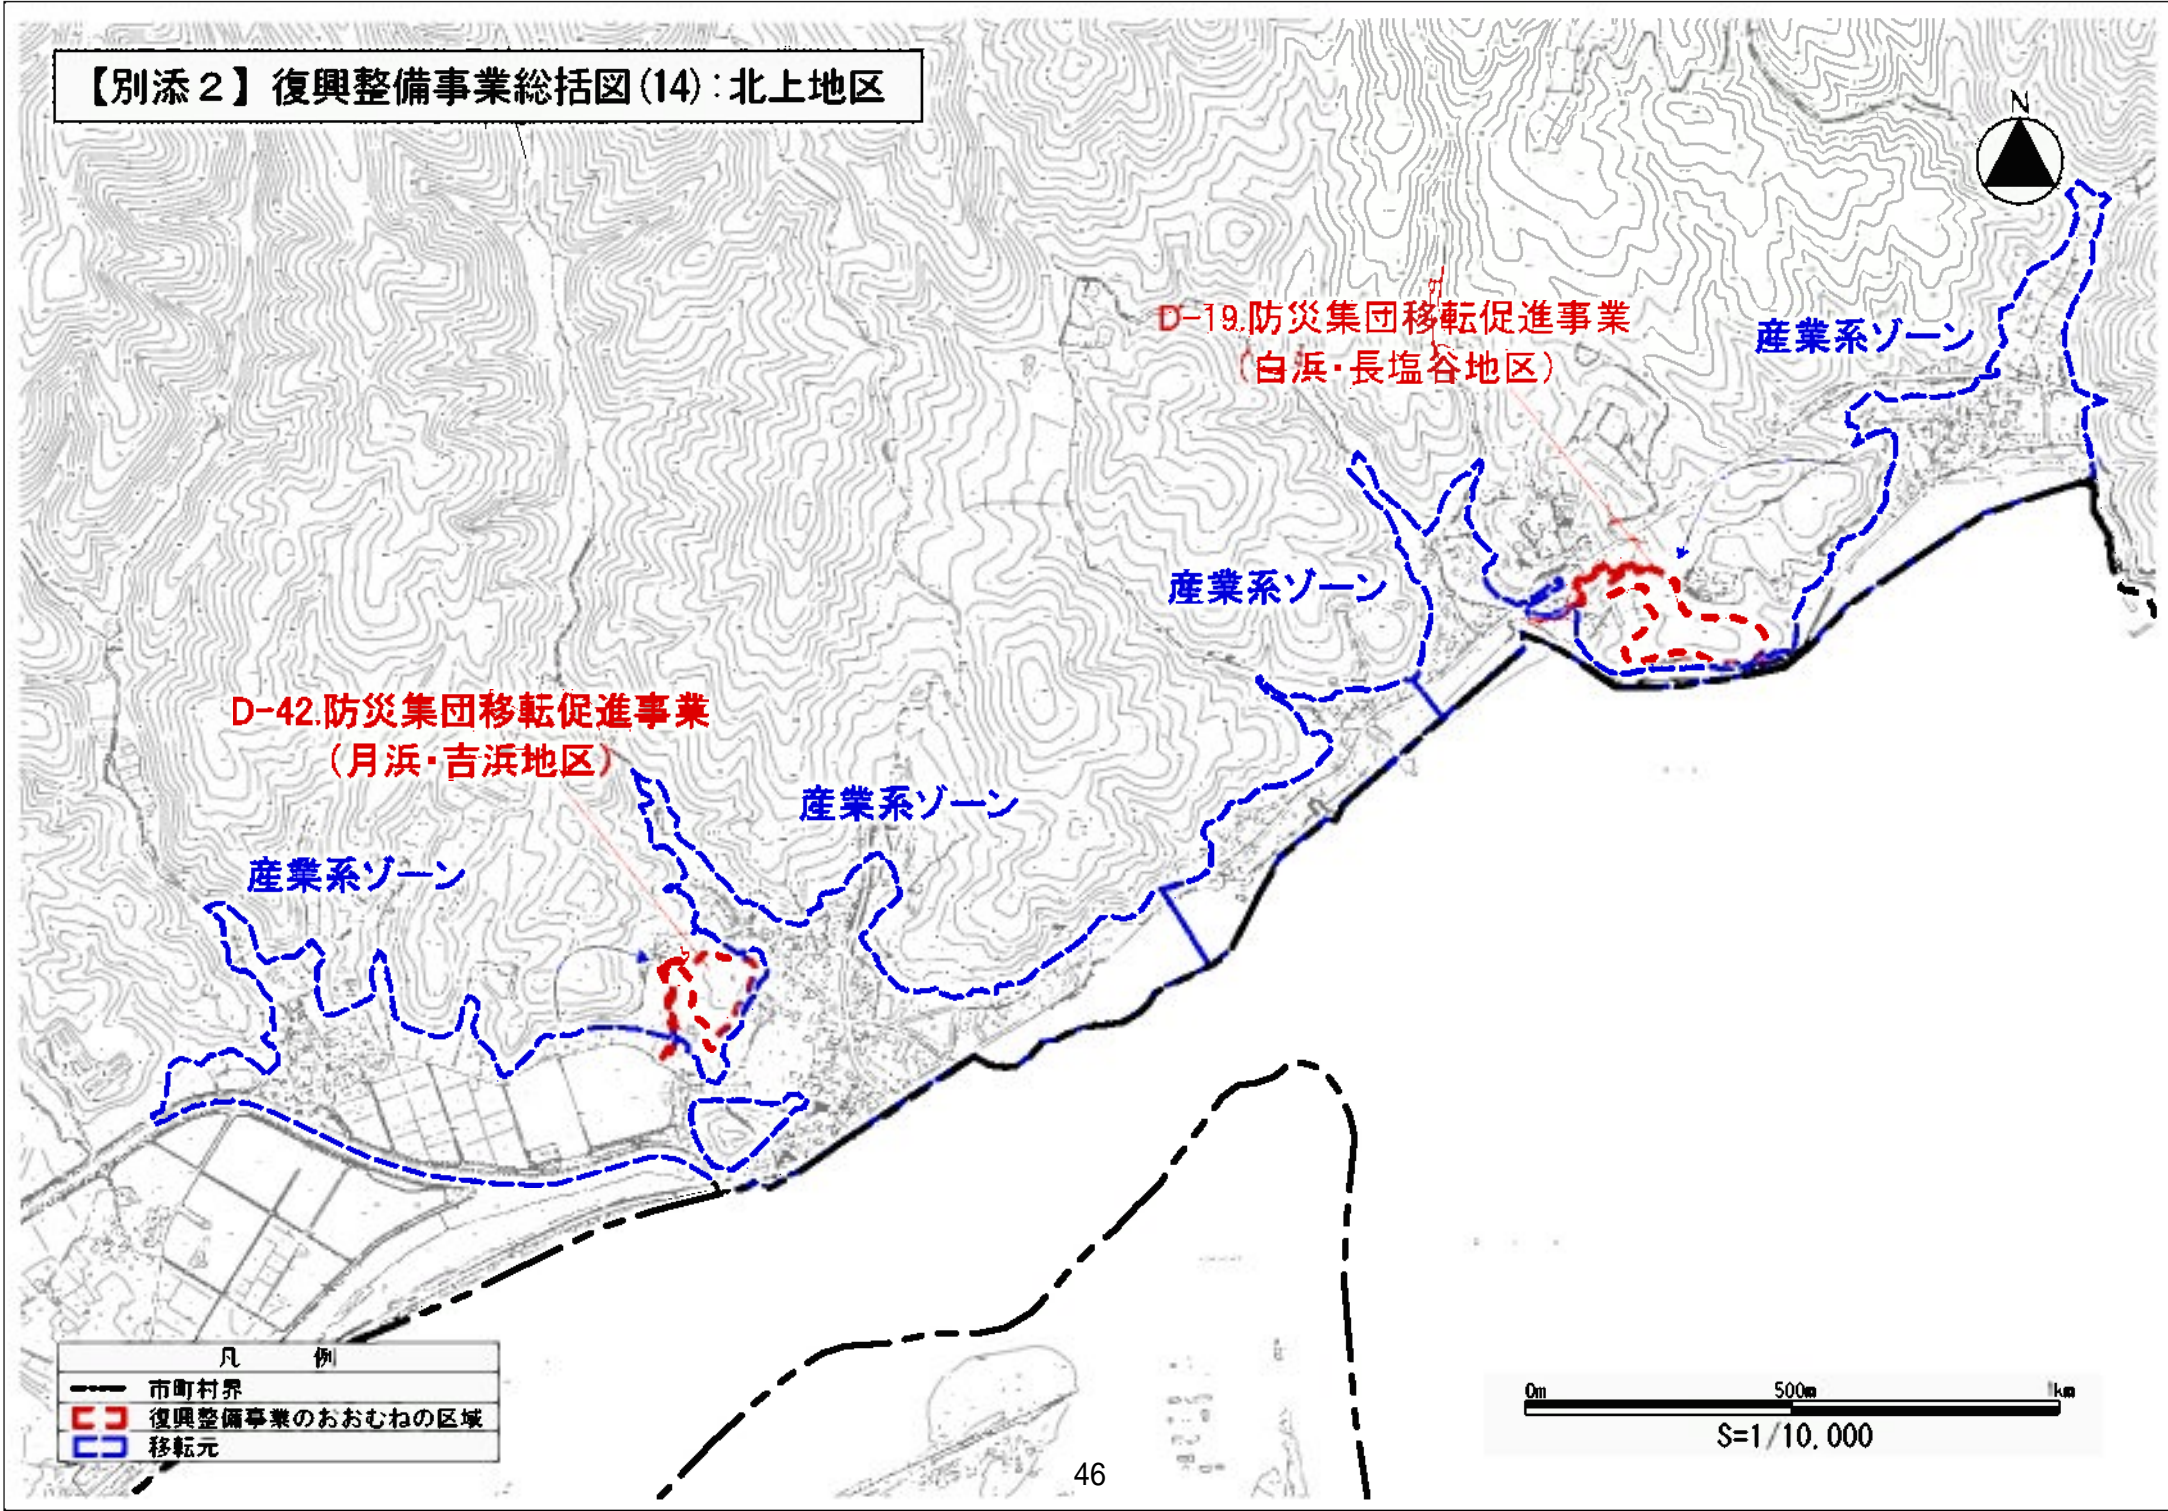 【別添２】復興整備事業総括図(14):北上地区
N
D-19.防災集団移転促進事業
(白浜・長塩谷地区)
産業系ゾーン
産業系ゾーン
D-42.防災集団移転促進事業
(月浜・吉浜地区)
産業系ゾーン
産業系ゾーン
凡 例
市町村界
復興整備事業のおおむねの区域
移転元
0m 500m 1km
S=1/10,000
46